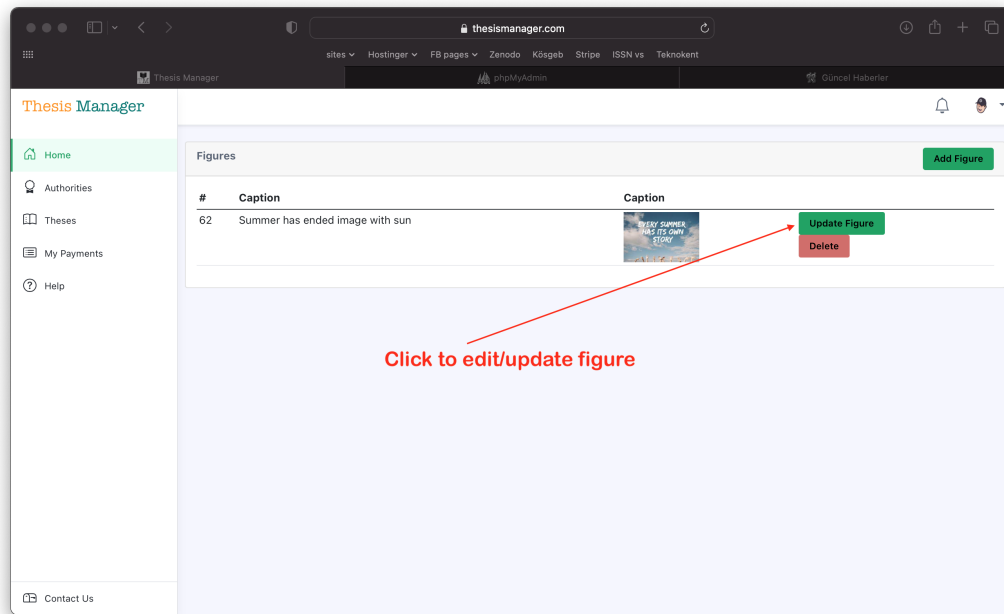 thesismanager.com
sites Hostinger FB pages Zenodo Kösgeb Stripe ISSN vs Teknokent
Thesis Manager phpMyAdmin Güncel Haberler
Thesis Manager
Home
Authorities
Theses
My Payments
Help
Contact Us
Figures Add Figure
# Caption Caption
62 Summer has ended image with sun
EVERY SUMMER
HAS ITS OWN
STORY
Update Figure
Delete
Click to edit/update figure